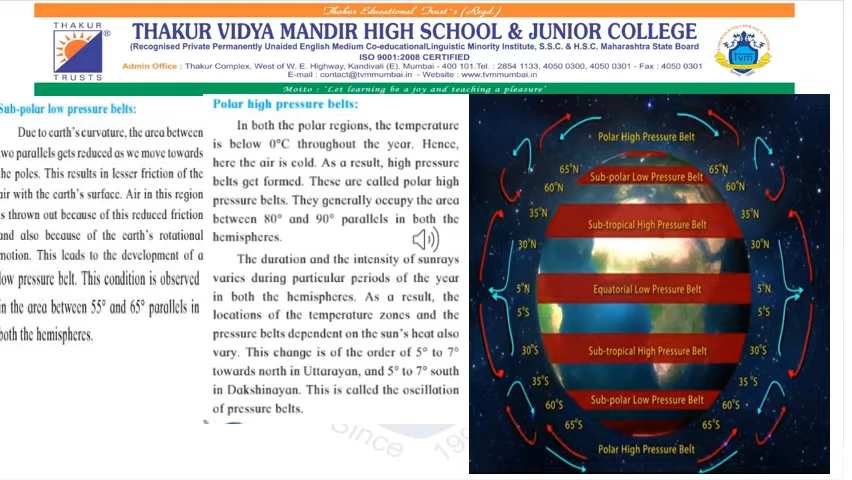 Thakur Educational Trust's (Regd.)
THAKUR VIDYA MANDIR HIGH SCHOOL & JUNIOR COLLEGE
(Recognised Private Permanently Unaided English Medium Co-educationalLinguistic Minority Institute, S.S.C. & H.S.C. Maharashtra State Board
ISO 9001:2008 CERTIFIED
Admin Office : Thakur Complex, West of W. E. Highway, Kandivali (E), Mumbai - 400 101.Tel. : 2854 1133, 4050 0300, 4050 0301 - Fax : 4050 0301
E-mail : contact@tvmmumbai.in - Website : www.tvmmumbai.in
Motto : 'Let learning be a joy and teaching a pleasure'
THAKUR
TRUSTS
tvm
Sub-polar low pressure belts:
Due to earth's curvature, the area between
two parallels gets reduced as we move towards
the poles. This results in lesser friction of the
air with the earth's surface. Air in this region
is thrown out because of this reduced friction
and also because of the earth's rotational
motion. This leads to the development of a
low pressure belt. This condition is observed
in the area between 55° and 65° parallels in
both the hemispheres.
Polar high pressure belts:
In both the polar regions, the temperature
is below 0°C throughout the year. Hence,
here the air is cold. As a result, high pressure
belts get formed. These are called polar high
pressure belts. They generally occupy the area
between 80° and 90° parallels in both the
hemispheres.
The duration and the intensity of sunrays
varies during particular periods of the year
in both the hemispheres. As a result, the
locations of the temperature zones and the
pressure belts dependent on the sun's heat also
vary. This change is of the order of 5° to 7°
towards north in Uttarayan, and 5° to 7° south
in Dakshinayan. This is called the oscillation
of pressure belts.
Since 199
Polar High Pressure Belt
65°N 65°N
Sub-polar Low Pressure Belt
60°N 60°N
35°N 35°N
Sub-tropical High Pressure Belt
30°N 30°N
5°N Equatorial Low Pressure Belt 5°N
5°S 5°S
30°S Sub-tropical High Pressure Belt 30°S
35°S 35°S
60°S Sub-polar Low Pressure Belt 60°S
65°S 65°S
Polar High Pressure Belt